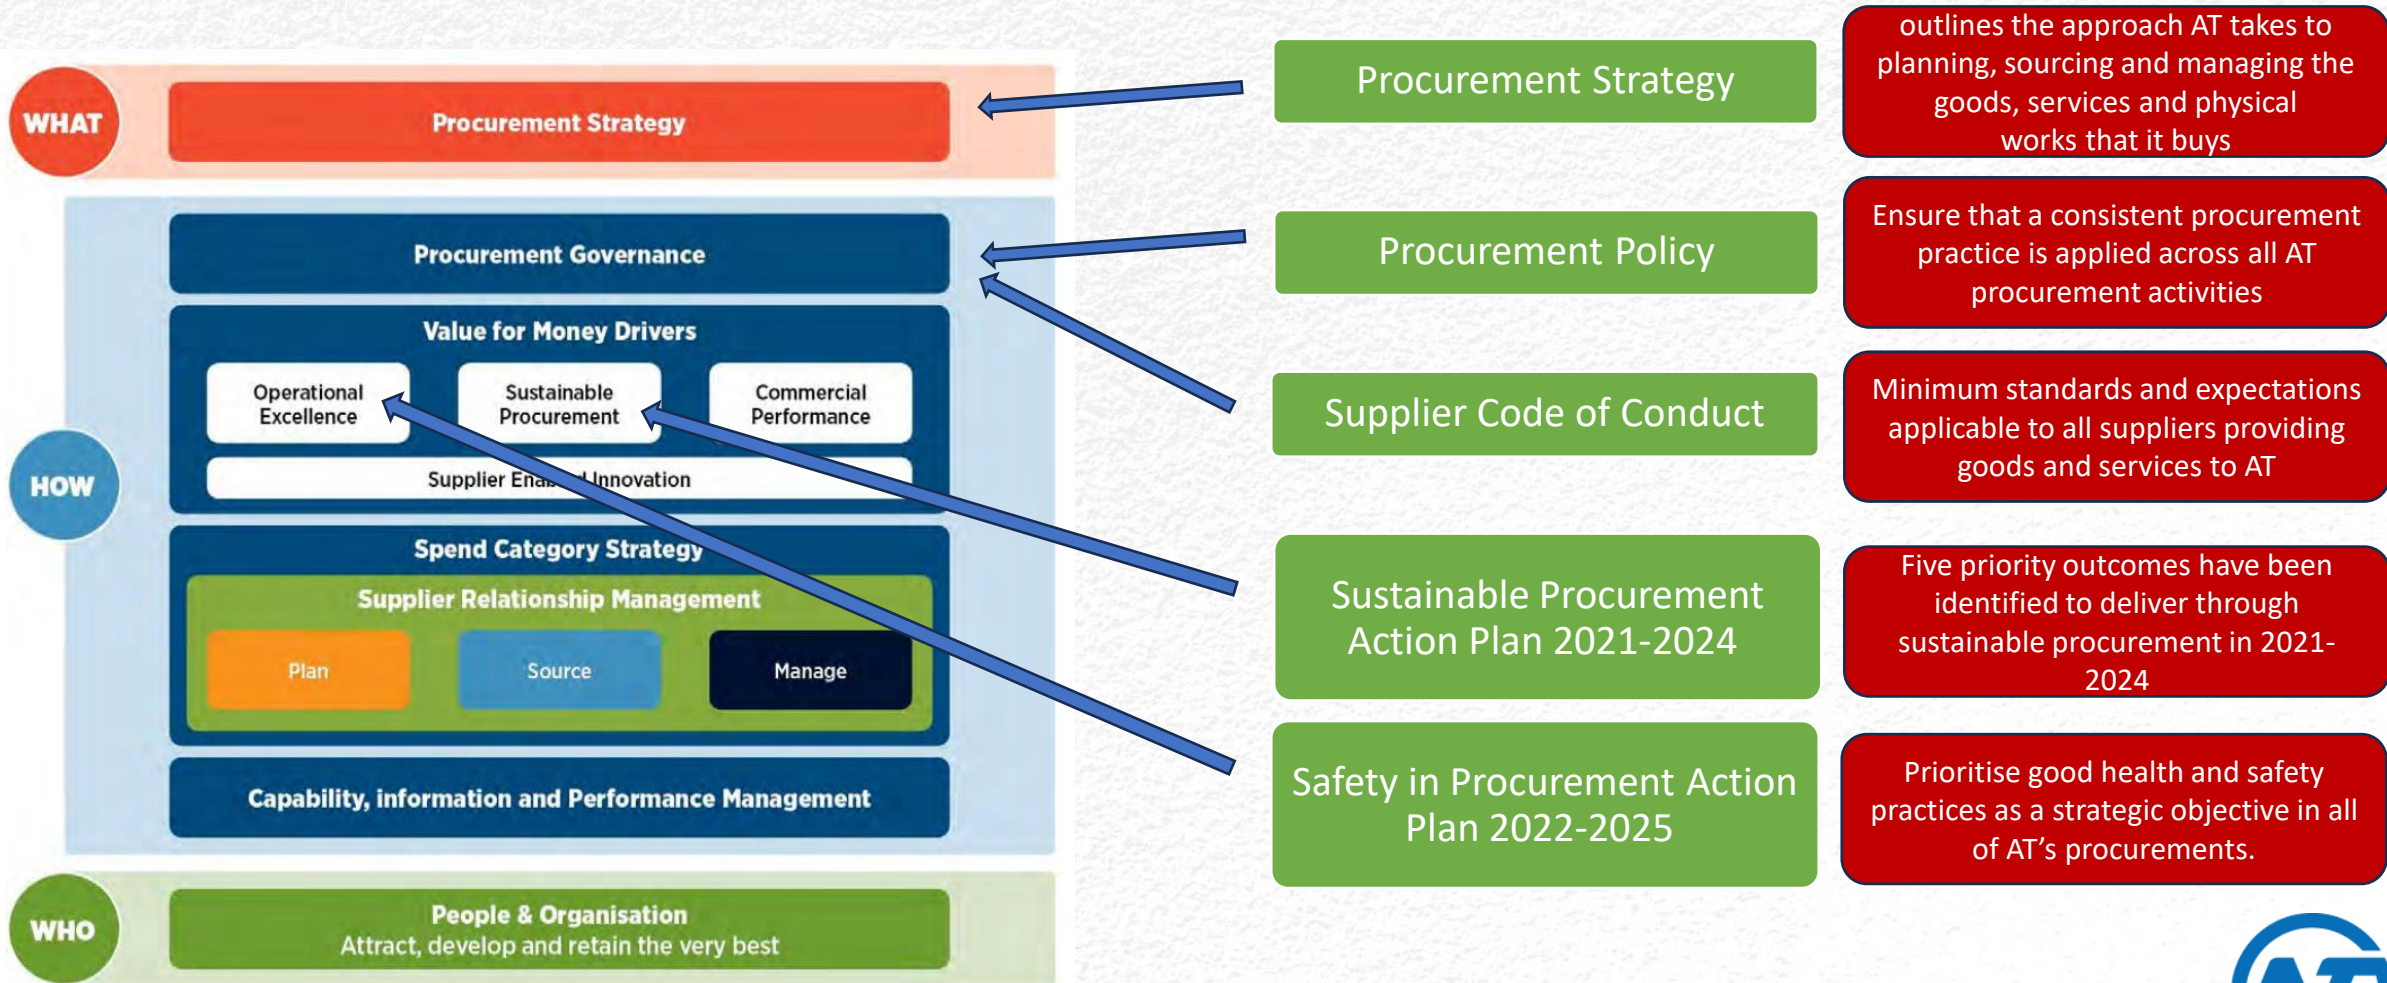 WHAT
Procurement Strategy
HOW
Procurement Governance
Value for Money Drivers
Operational
Excellence
Sustainable
Procurement
Commercial
Performance
Supplier Enabled Innovation
Spend Category Strategy
Supplier Relationship Management
Plan
Source
Manage
Capability, information and Performance Management
WHO
People & Organisation
Attract, develop and retain the very best
Procurement Strategy
outlines the approach AT takes to
planning, sourcing and managing the
goods, services and physical
works that it buys
Procurement Policy
Ensure that a consistent procurement
practice is applied across all AT
procurement activities
Supplier Code of Conduct
Minimum standards and expectations
applicable to all suppliers providing
goods and services to AT
Sustainable Procurement
Action Plan 2021-2024
Five priority outcomes have been
identified to deliver through
sustainable procurement in 2021-
2024
Safety in Procurement Action
Plan 2022-2025
Prioritise good health and safety
practices as a strategic objective in all
of AT’s procurements.
AT